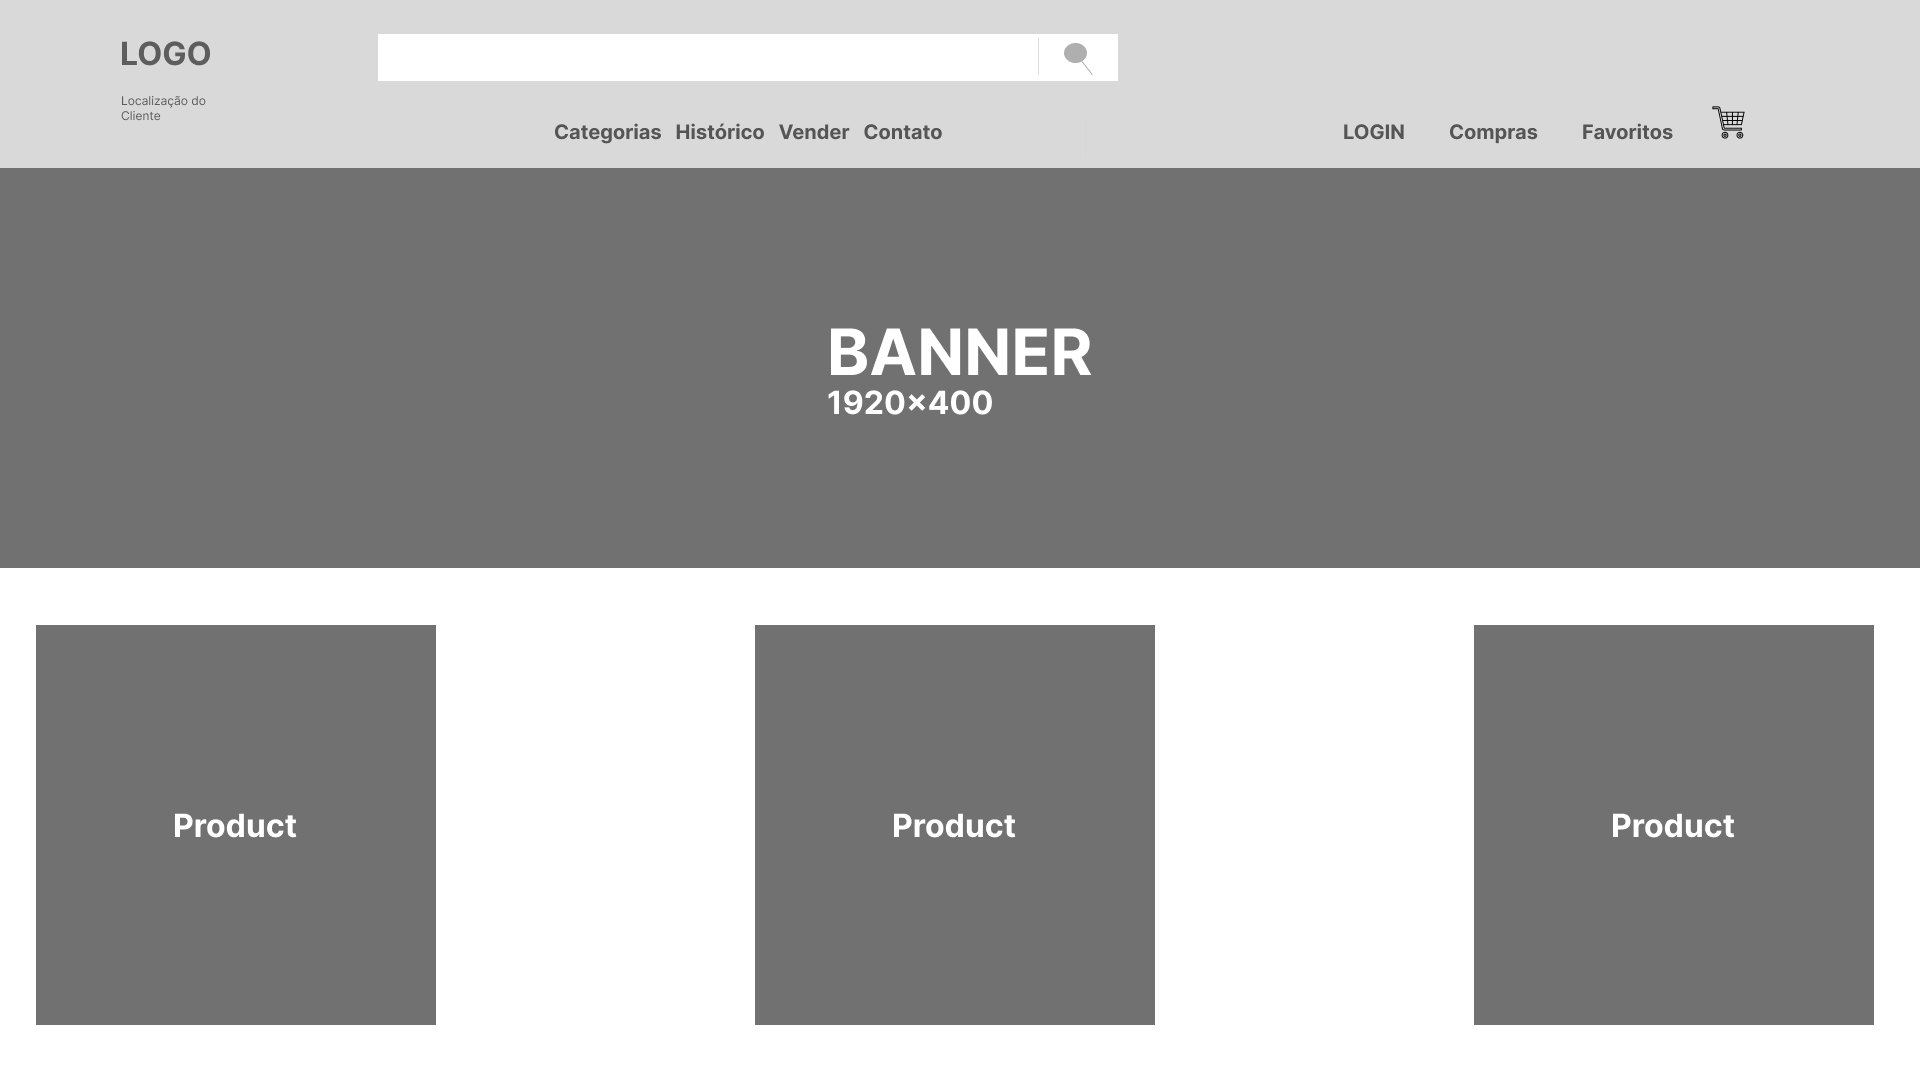 LOGO
Localização do
Cliente
Categorias Histórico Vender Contato
LOGIN Compras Favoritos
BANNER
1920×400
Product
Product
Product